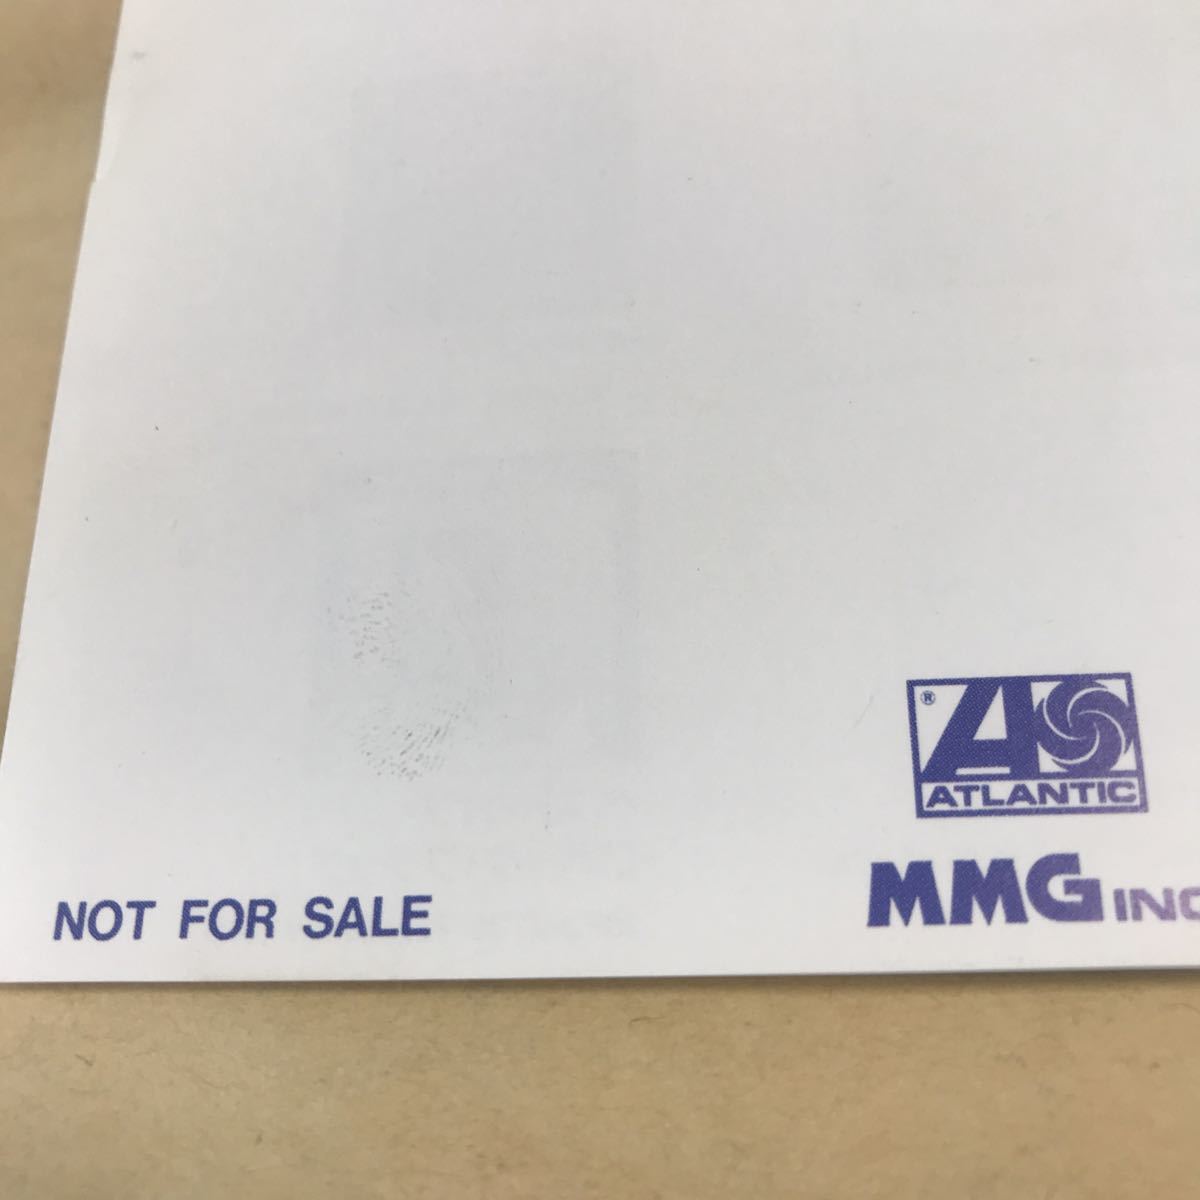 ®
ATLANTIC
MMG INC
NOT FOR SALE